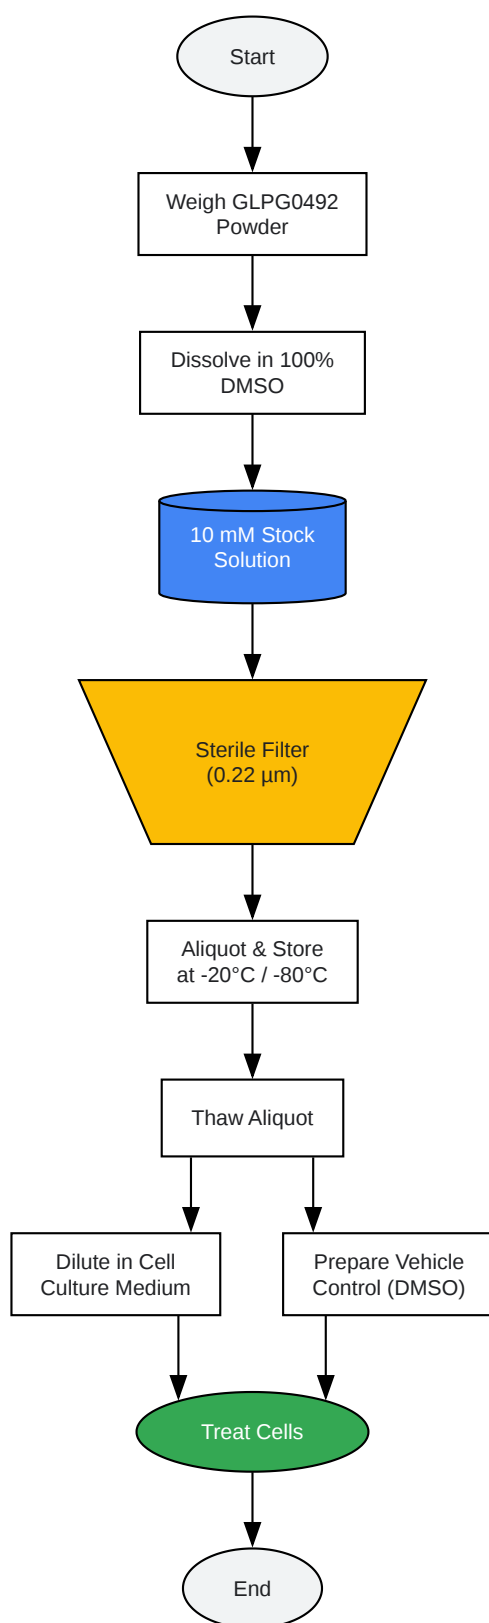 Start
Weigh GLPG0492
Powder
Dissolve in 100%
DMSO
10 mM Stock
Solution
Sterile Filter
(0.22 µm)
Aliquot & Store
at -20°C / -80°C
Thaw Aliquot
Dilute in Cell
Culture Medium
Prepare Vehicle
Control (DMSO)
Treat Cells
End